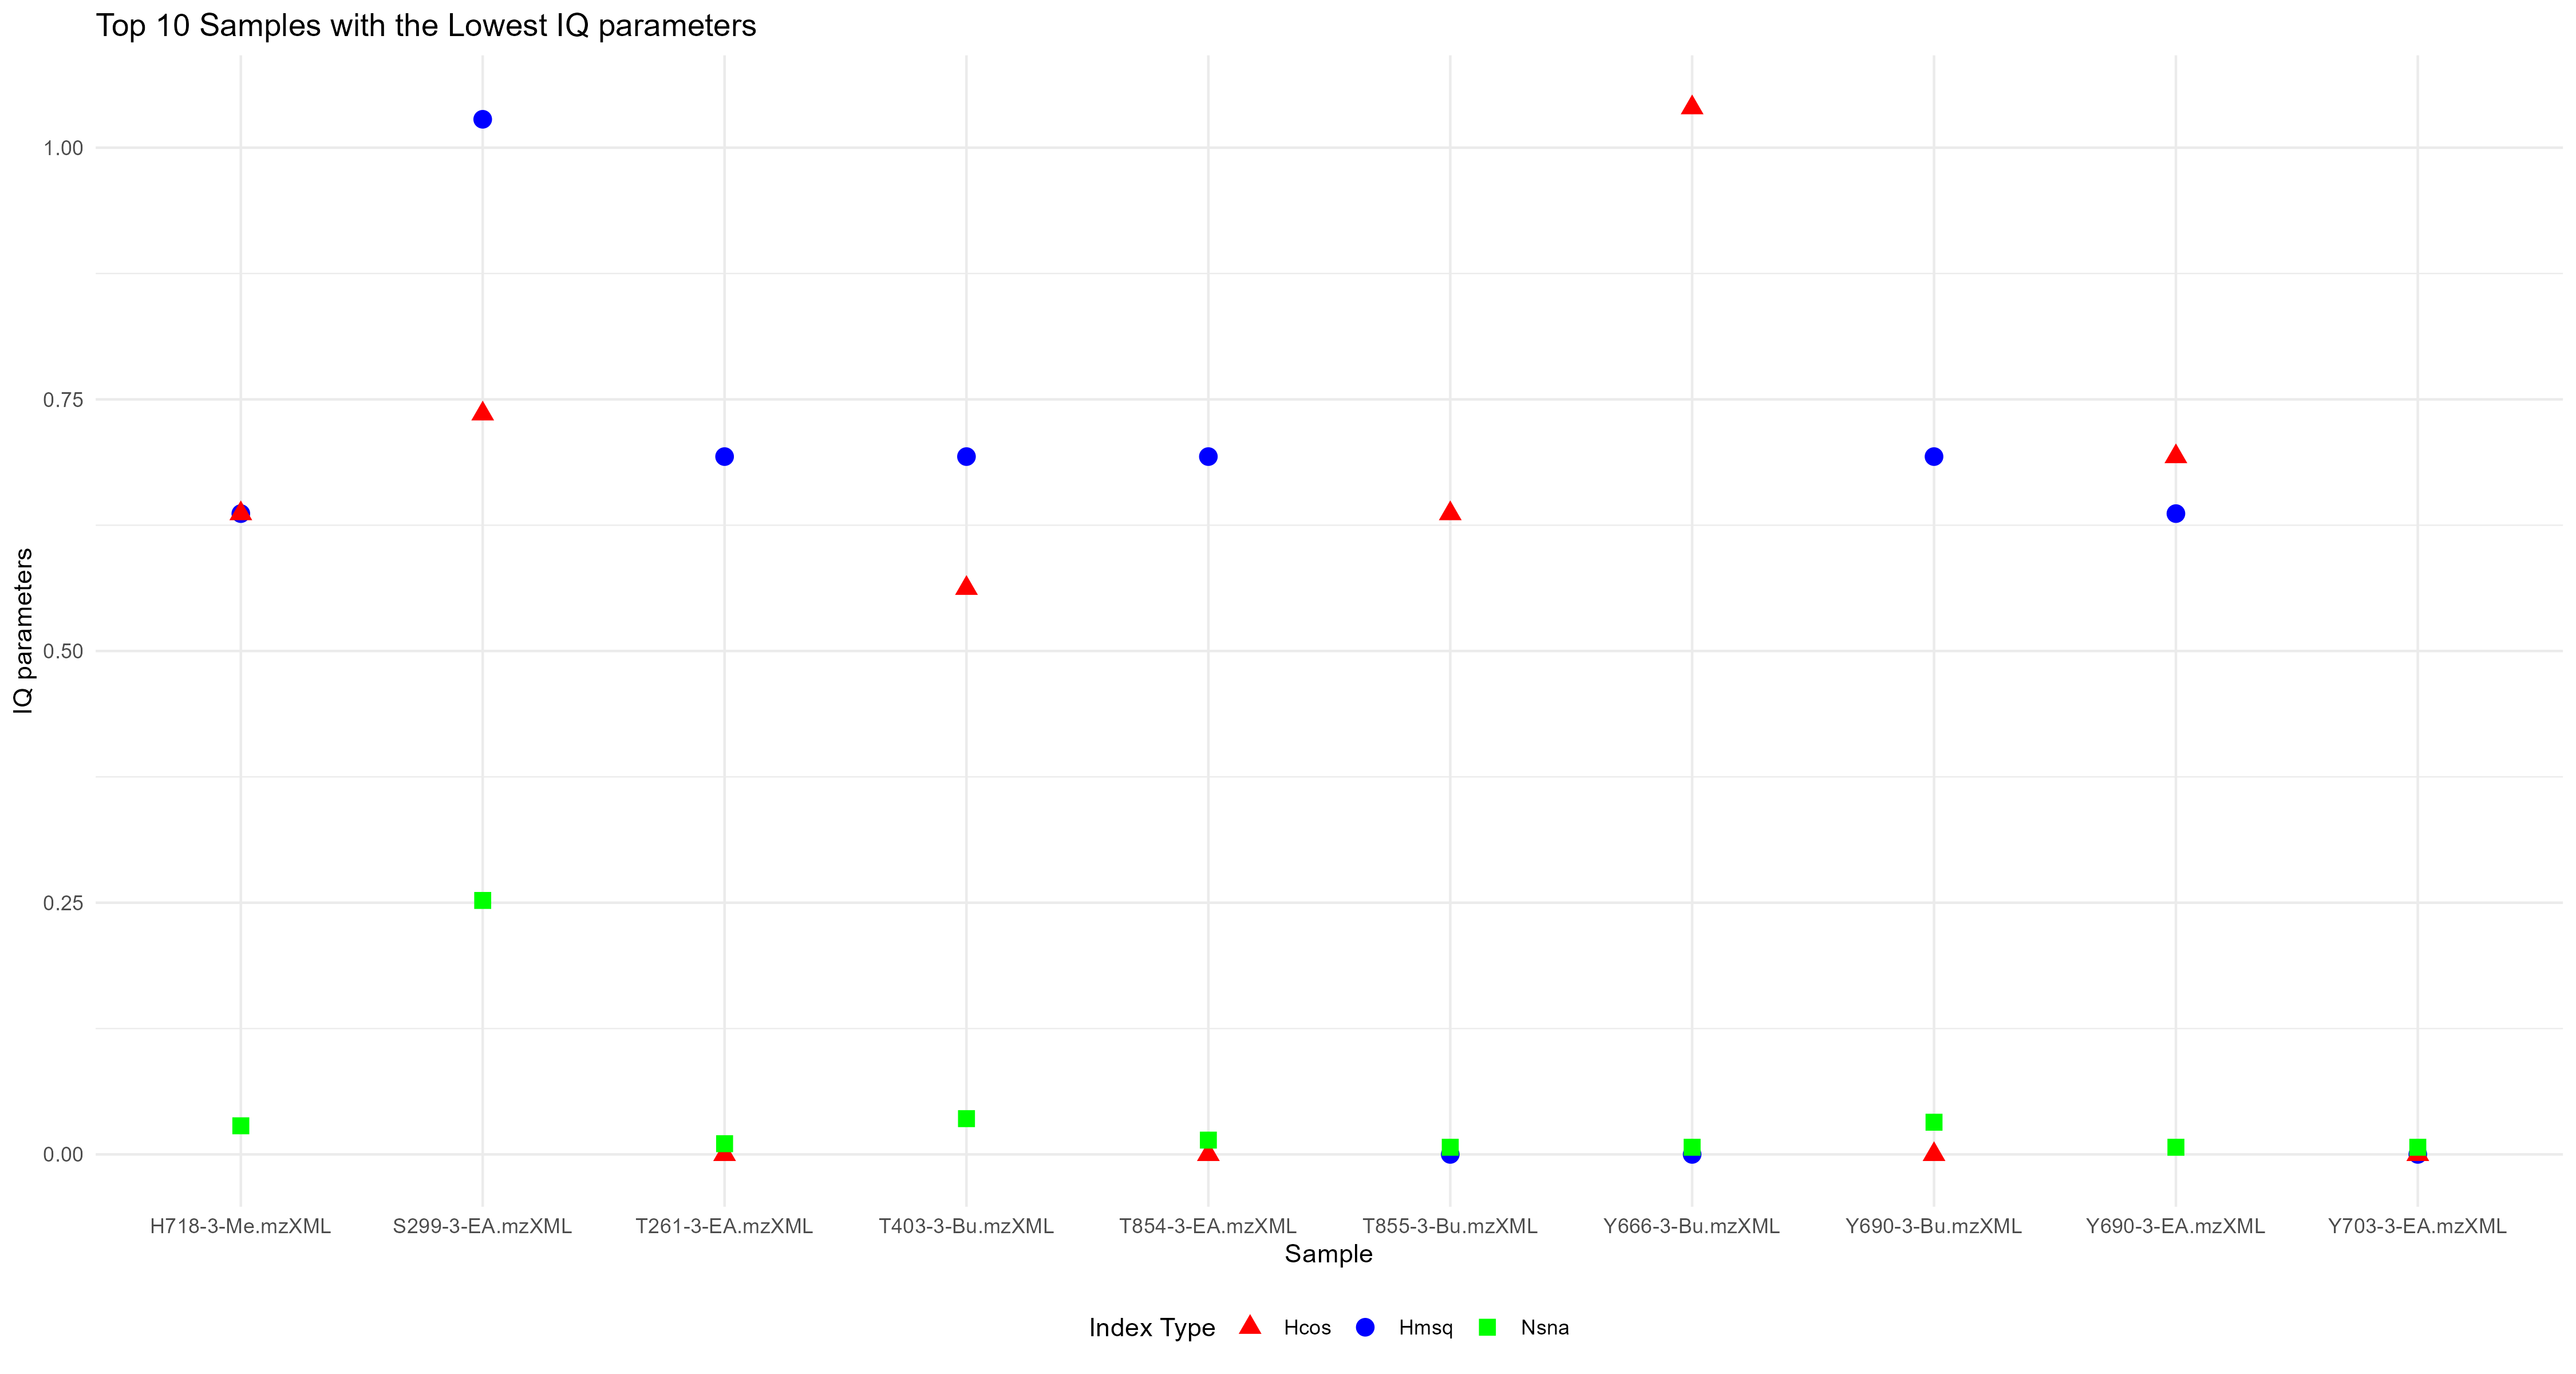 Top 10 Samples with the Lowest IQ parameters
IQ parameters
1.00
0.75
0.50
0.25
0.00
H718-3-Me.mzXML S299-3-EA.mzXML T261-3-EA.mzXML T403-3-Bu.mzXML T854-3-EA.mzXML T855-3-Bu.mzXML Y666-3-Bu.mzXML Y690-3-Bu.mzXML Y690-3-EA.mzXML Y703-3-EA.mzXML
Sample
Index Type Hcos Hmsq Nsna